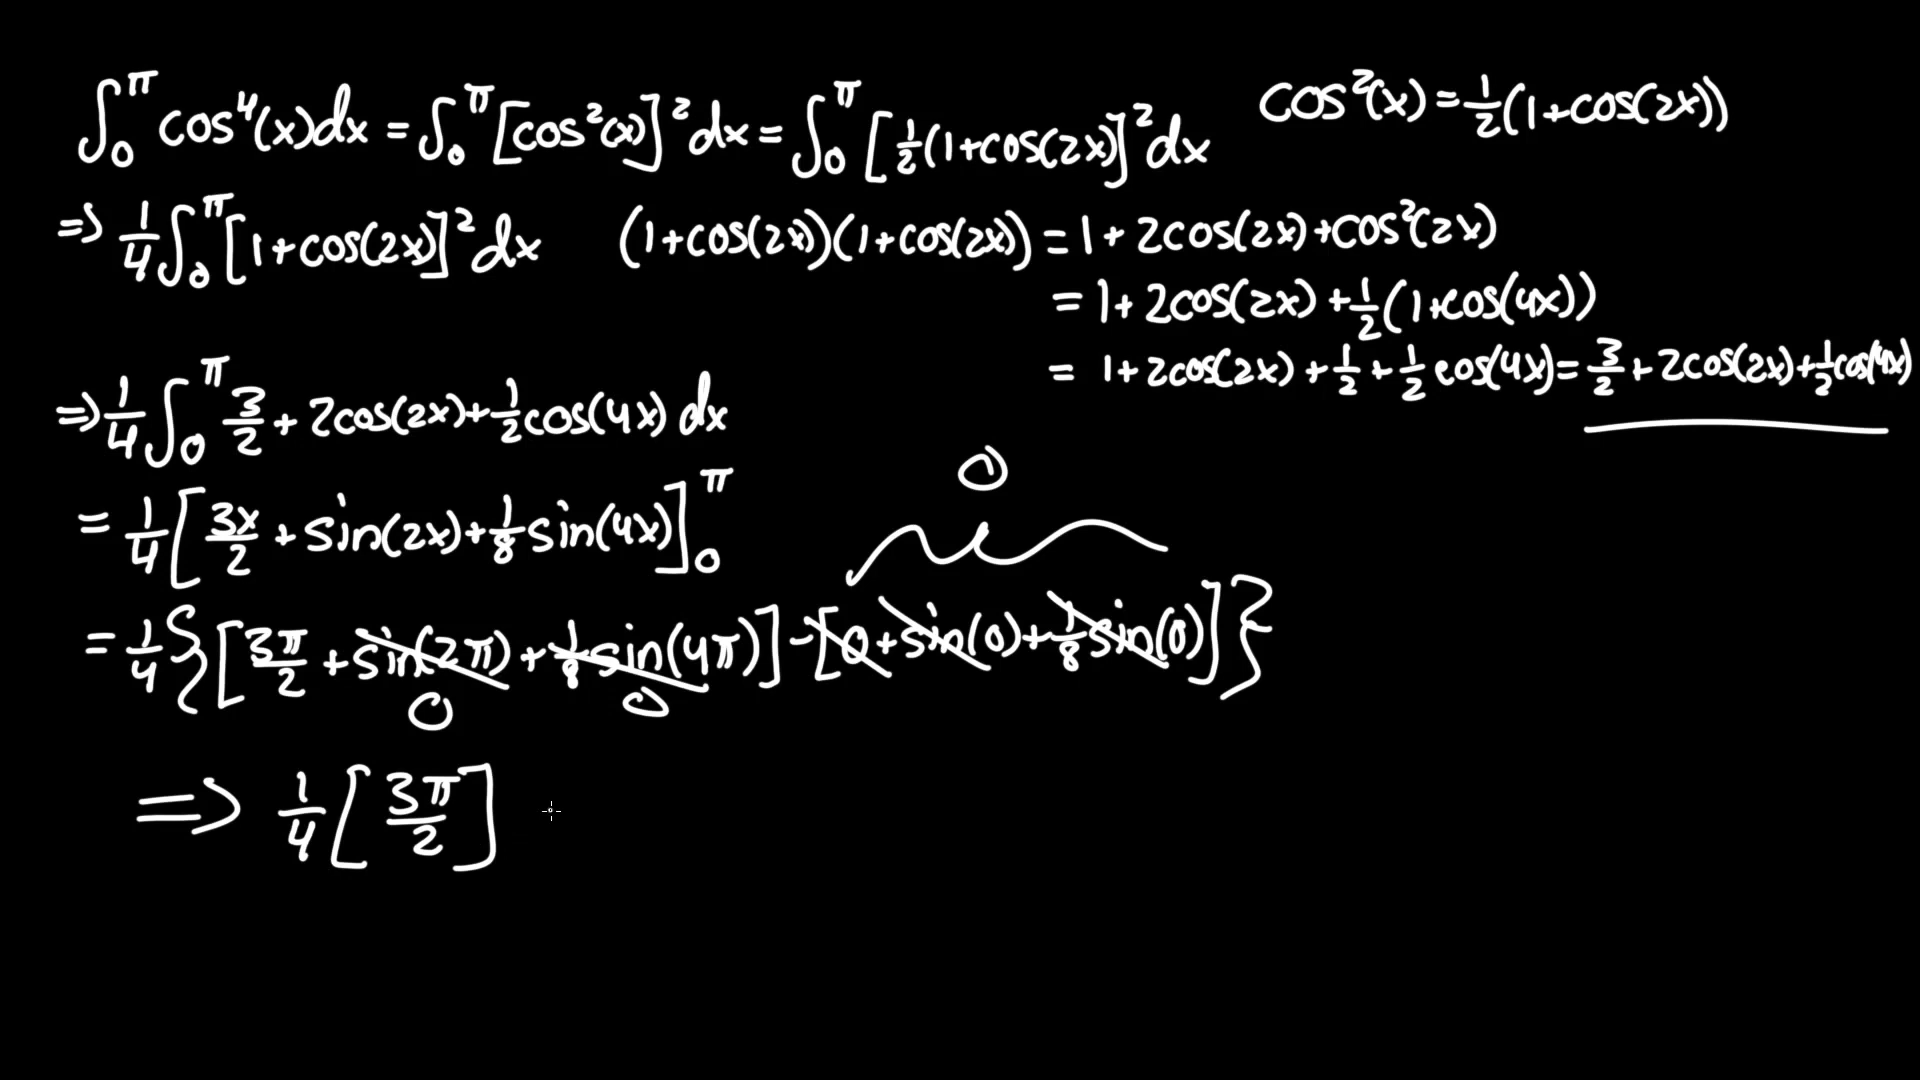 ∫₀^π cos⁴(x)dx = ∫₀^π [cos²(x)]² dx = ∫₀^π [½(1+cos(2x)]² dx   cos²(x) = ½(1+cos(2x))
⇒ ¼∫₀^π [1+cos(2x)]² dx   (1+cos(2x))(1+cos(2x)) = 1 + 2cos(2x)+cos²(2x)
= 1 + 2cos(2x) + ½(1+cos(4x))
= 1 + 2cos(2x) + ½ + ½ cos(4x) = 3/2 + 2cos(2x) + ½cos(4x)
⇒ ¼∫₀^π 3/2 + 2cos(2x) + ½cos(4x) dx
= ¼[3x/2 + sin(2x) + ⅛sin(4x)]₀^π
0
= ¼{[3π/2 + sin(2π) + ⅛sin(4π)] − [0 + sin(0) + ⅛sin(0)]}
0 0
⇒ ¼[3π/2]